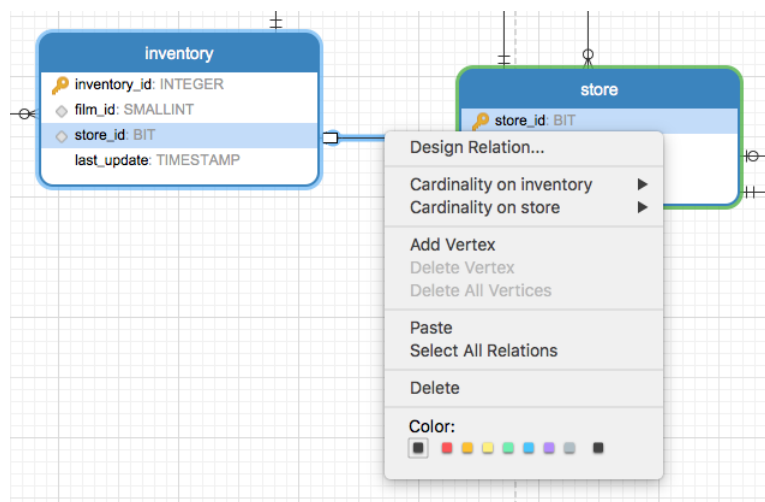 inventory
inventory_id: INTEGER
film_id: SMALLINT
store_id: BIT
last_update: TIMESTAMP
store
store_id: BIT
Design Relation...
Cardinality on inventory
Cardinality on store
Add Vertex
Delete Vertex
Delete All Vertices
Paste
Select All Relations
Delete
Color: